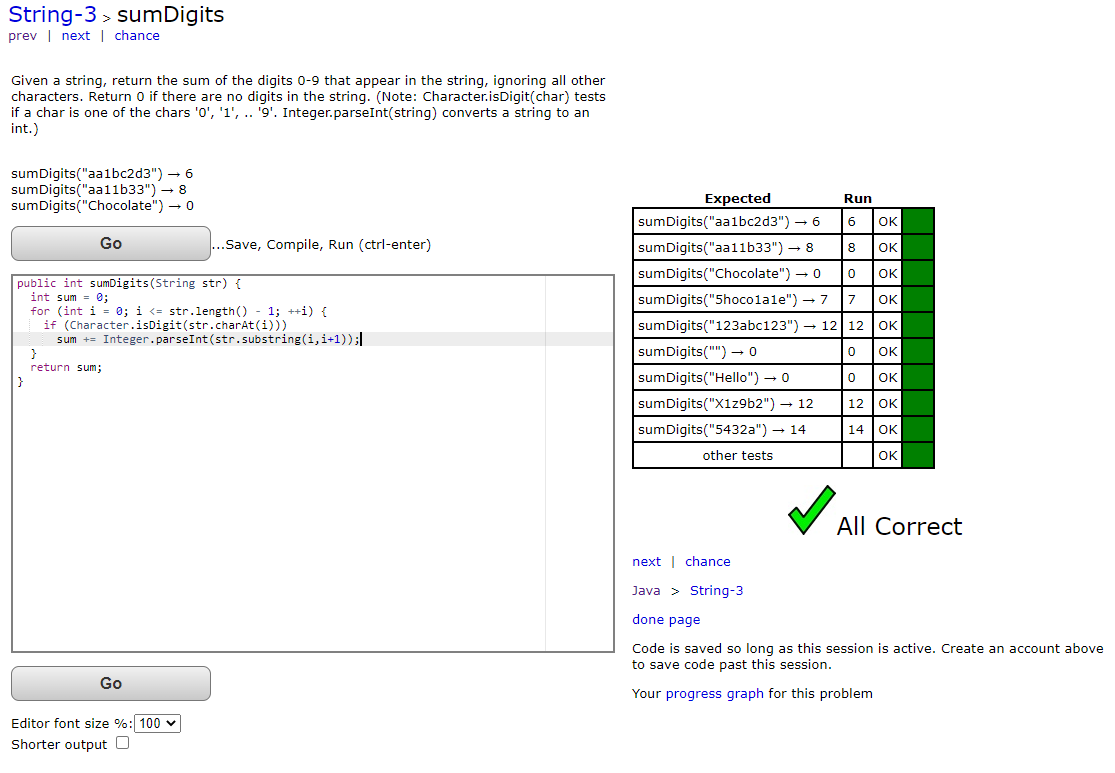 String-3 > sumDigits
prev | next | chance
Given a string, return the sum of the digits 0-9 that appear in the string, ignoring all other
characters. Return 0 if there are no digits in the string. (Note: Character.isDigit(char) tests
if a char is one of the chars '0', '1', .. '9'. Integer.parseInt(string) converts a string to an
int.)
sumDigits("aa1bc2d3") → 6
sumDigits("aa11b33") → 8
sumDigits("Chocolate") → 0
Go ...Save, Compile, Run (ctrl-enter)
public int sumDigits(String str) {
  int sum = 0;
  for (int i = 0; i <= str.length() - 1; ++i) {
    if (Character.isDigit(str.charAt(i)))
      sum += Integer.parseInt(str.substring(i,i+1));
  }
  return sum;
}
Go
Editor font size %: 100
Shorter output
Expected Run
sumDigits("aa1bc2d3") → 6 6 OK
sumDigits("aa11b33") → 8 8 OK
sumDigits("Chocolate") → 0 0 OK
sumDigits("5hoco1a1e") → 7 7 OK
sumDigits("123abc123") → 12 12 OK
sumDigits("") → 0 0 OK
sumDigits("Hello") → 0 0 OK
sumDigits("X1z9b2") → 12 12 OK
sumDigits("5432a") → 14 14 OK
other tests OK
All Correct
next | chance
Java > String-3
done page
Code is saved so long as this session is active. Create an account above
to save code past this session.
Your progress graph for this problem